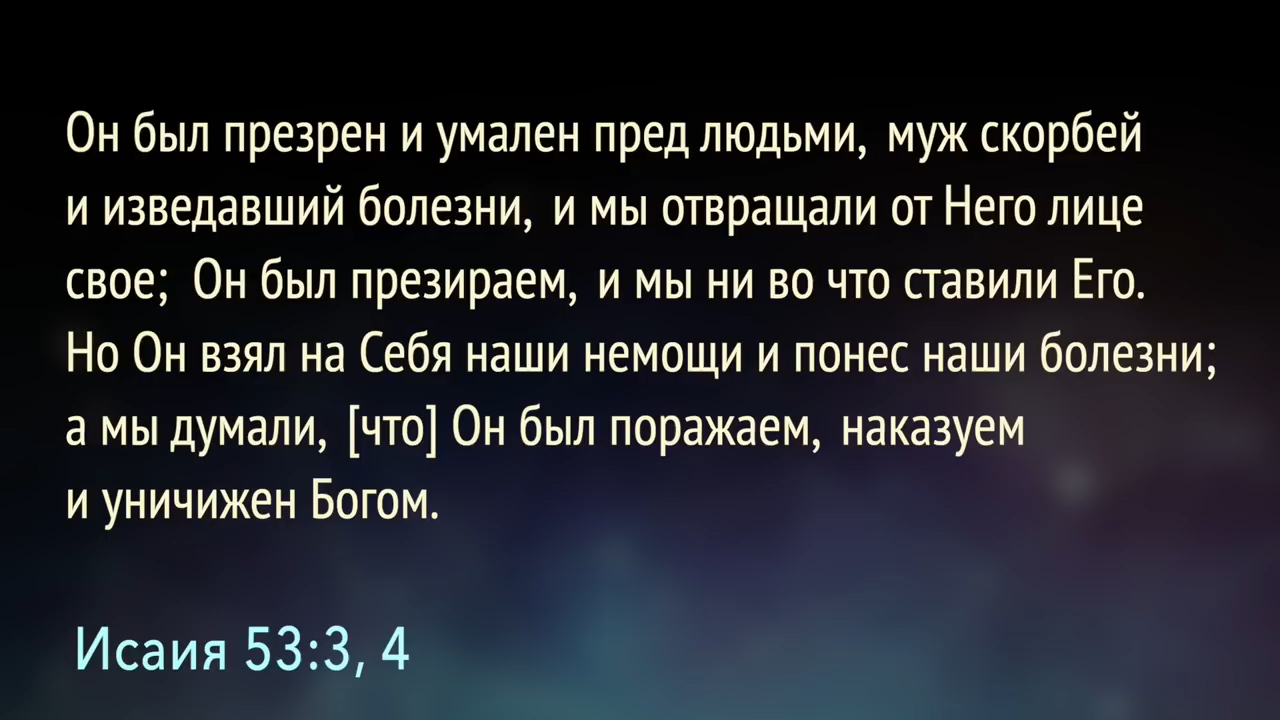 Он был презрен и умален пред людьми, муж скорбей
и изведавший болезни, и мы отвращали от Него лице
свое; Он был презираем, и мы ни во что ставили Его.
Но Он взял на Себя наши немощи и понес наши болезни;
а мы думали, [что] Он был поражаем, наказуем
и уничижен Богом.
Исаия 53:3, 4